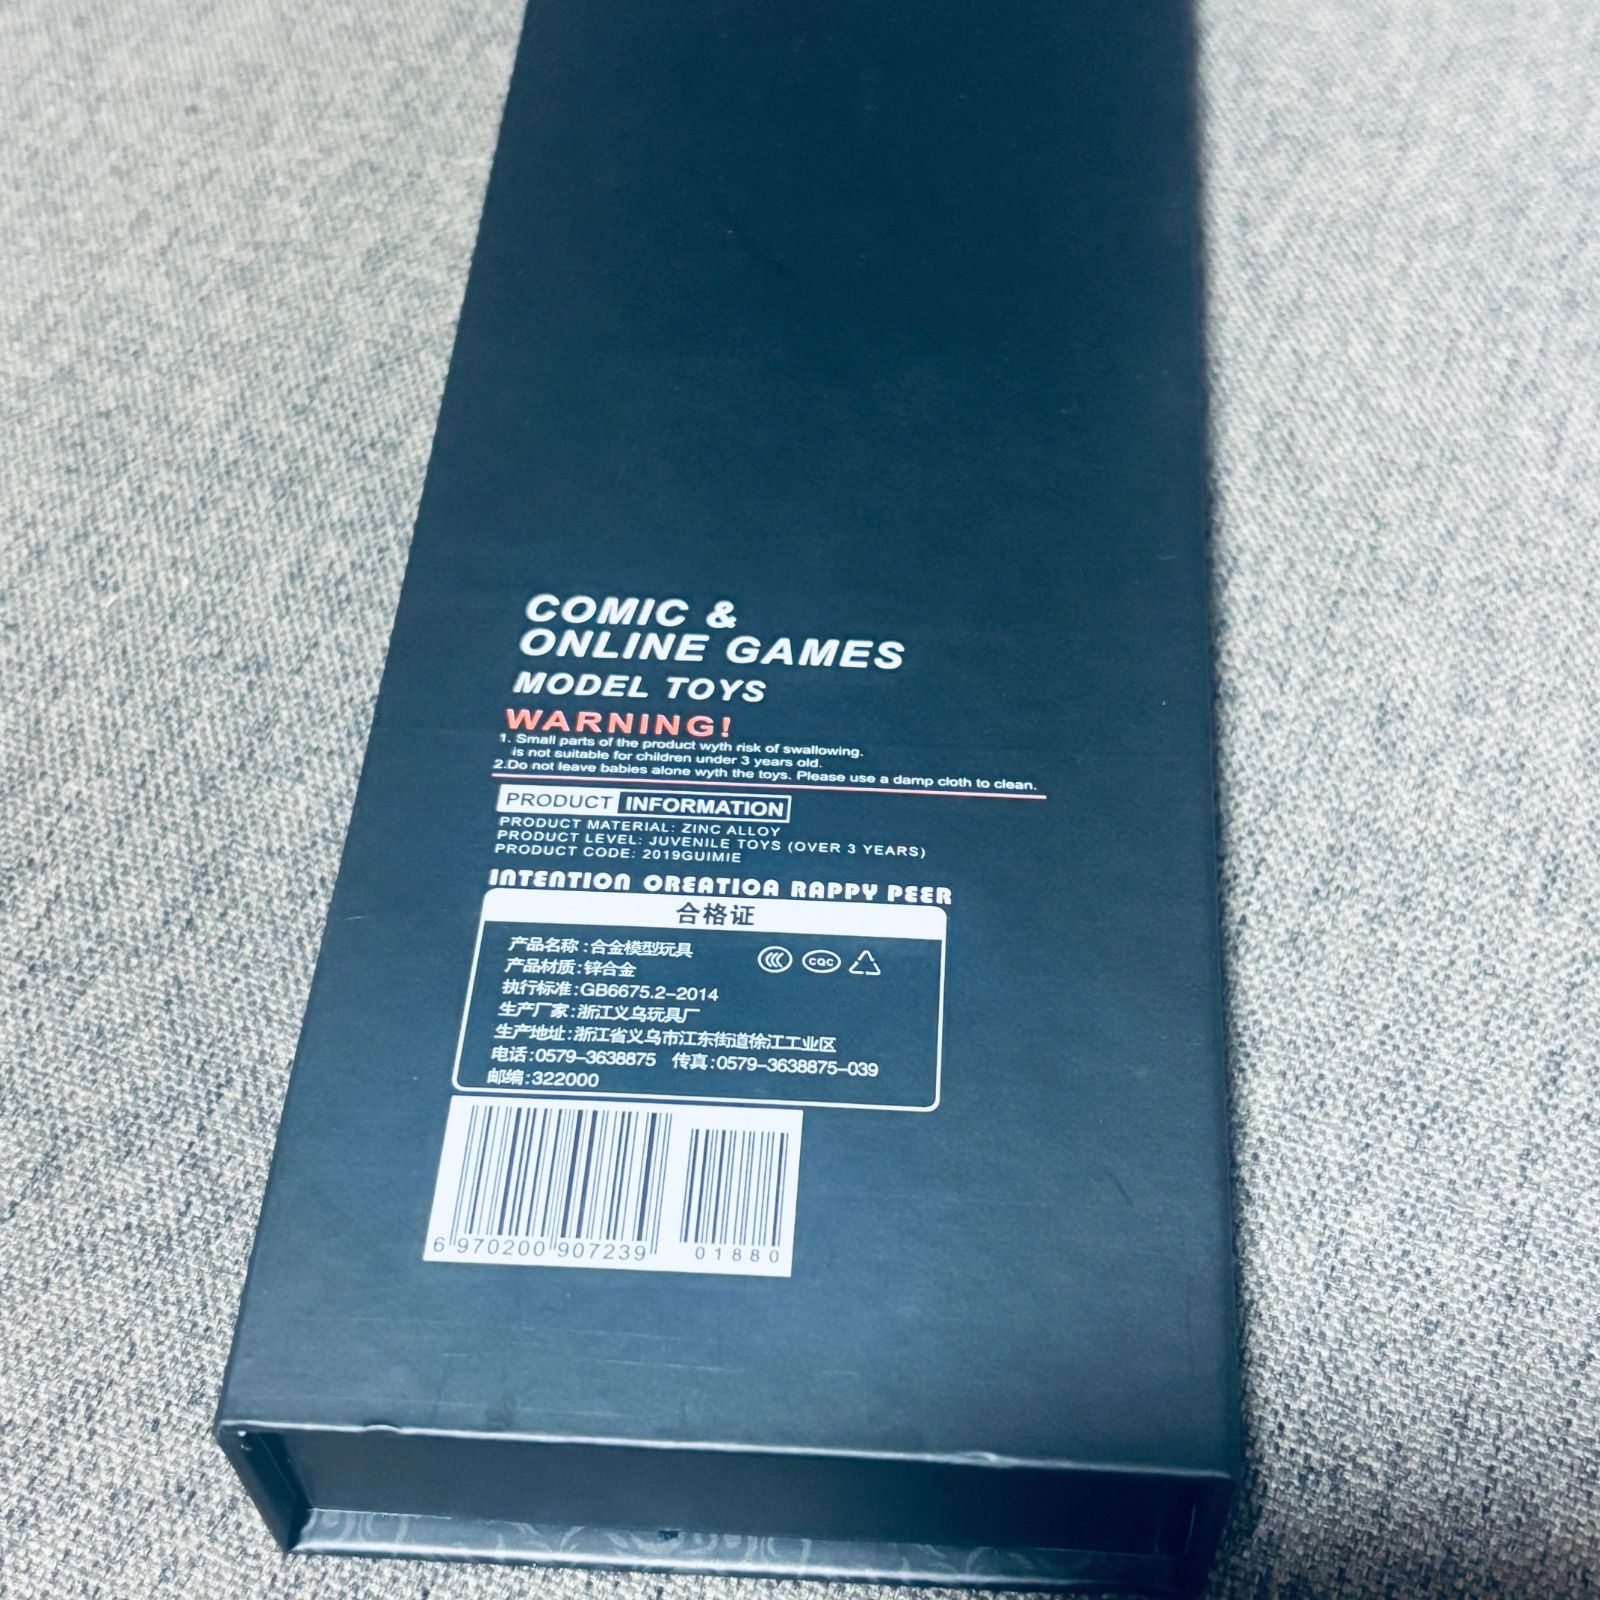 COMIC &
ONLINE GAMES
MODEL TOYS
WARNING!
1. Small parts of the product wyth risk of swallowing.
is not suitable for children under 3 years old.
2.Do not leave babies alone wyth the toys. Please use a damp cloth to clean.
PRODUCT INFORMATION
PRODUCT MATERIAL: ZINC ALLOY
PRODUCT LEVEL: JUVENILE TOYS (OVER 3 YEARS)
PRODUCT CODE: 2019GUIMIE
INTENTION CREATIOA RAPPY PEER
合格证
产品名称:合金模型玩具
CQC
产品材质:锌合金
执行标准:GB6675.2-2014
生产厂家:浙江义乌玩具厂
生产地址:浙江省义乌市江东街道徐江工业区
电话:0579-3638875 传真:0579-3638875-039
邮编:322000
6 970200 907239 01880